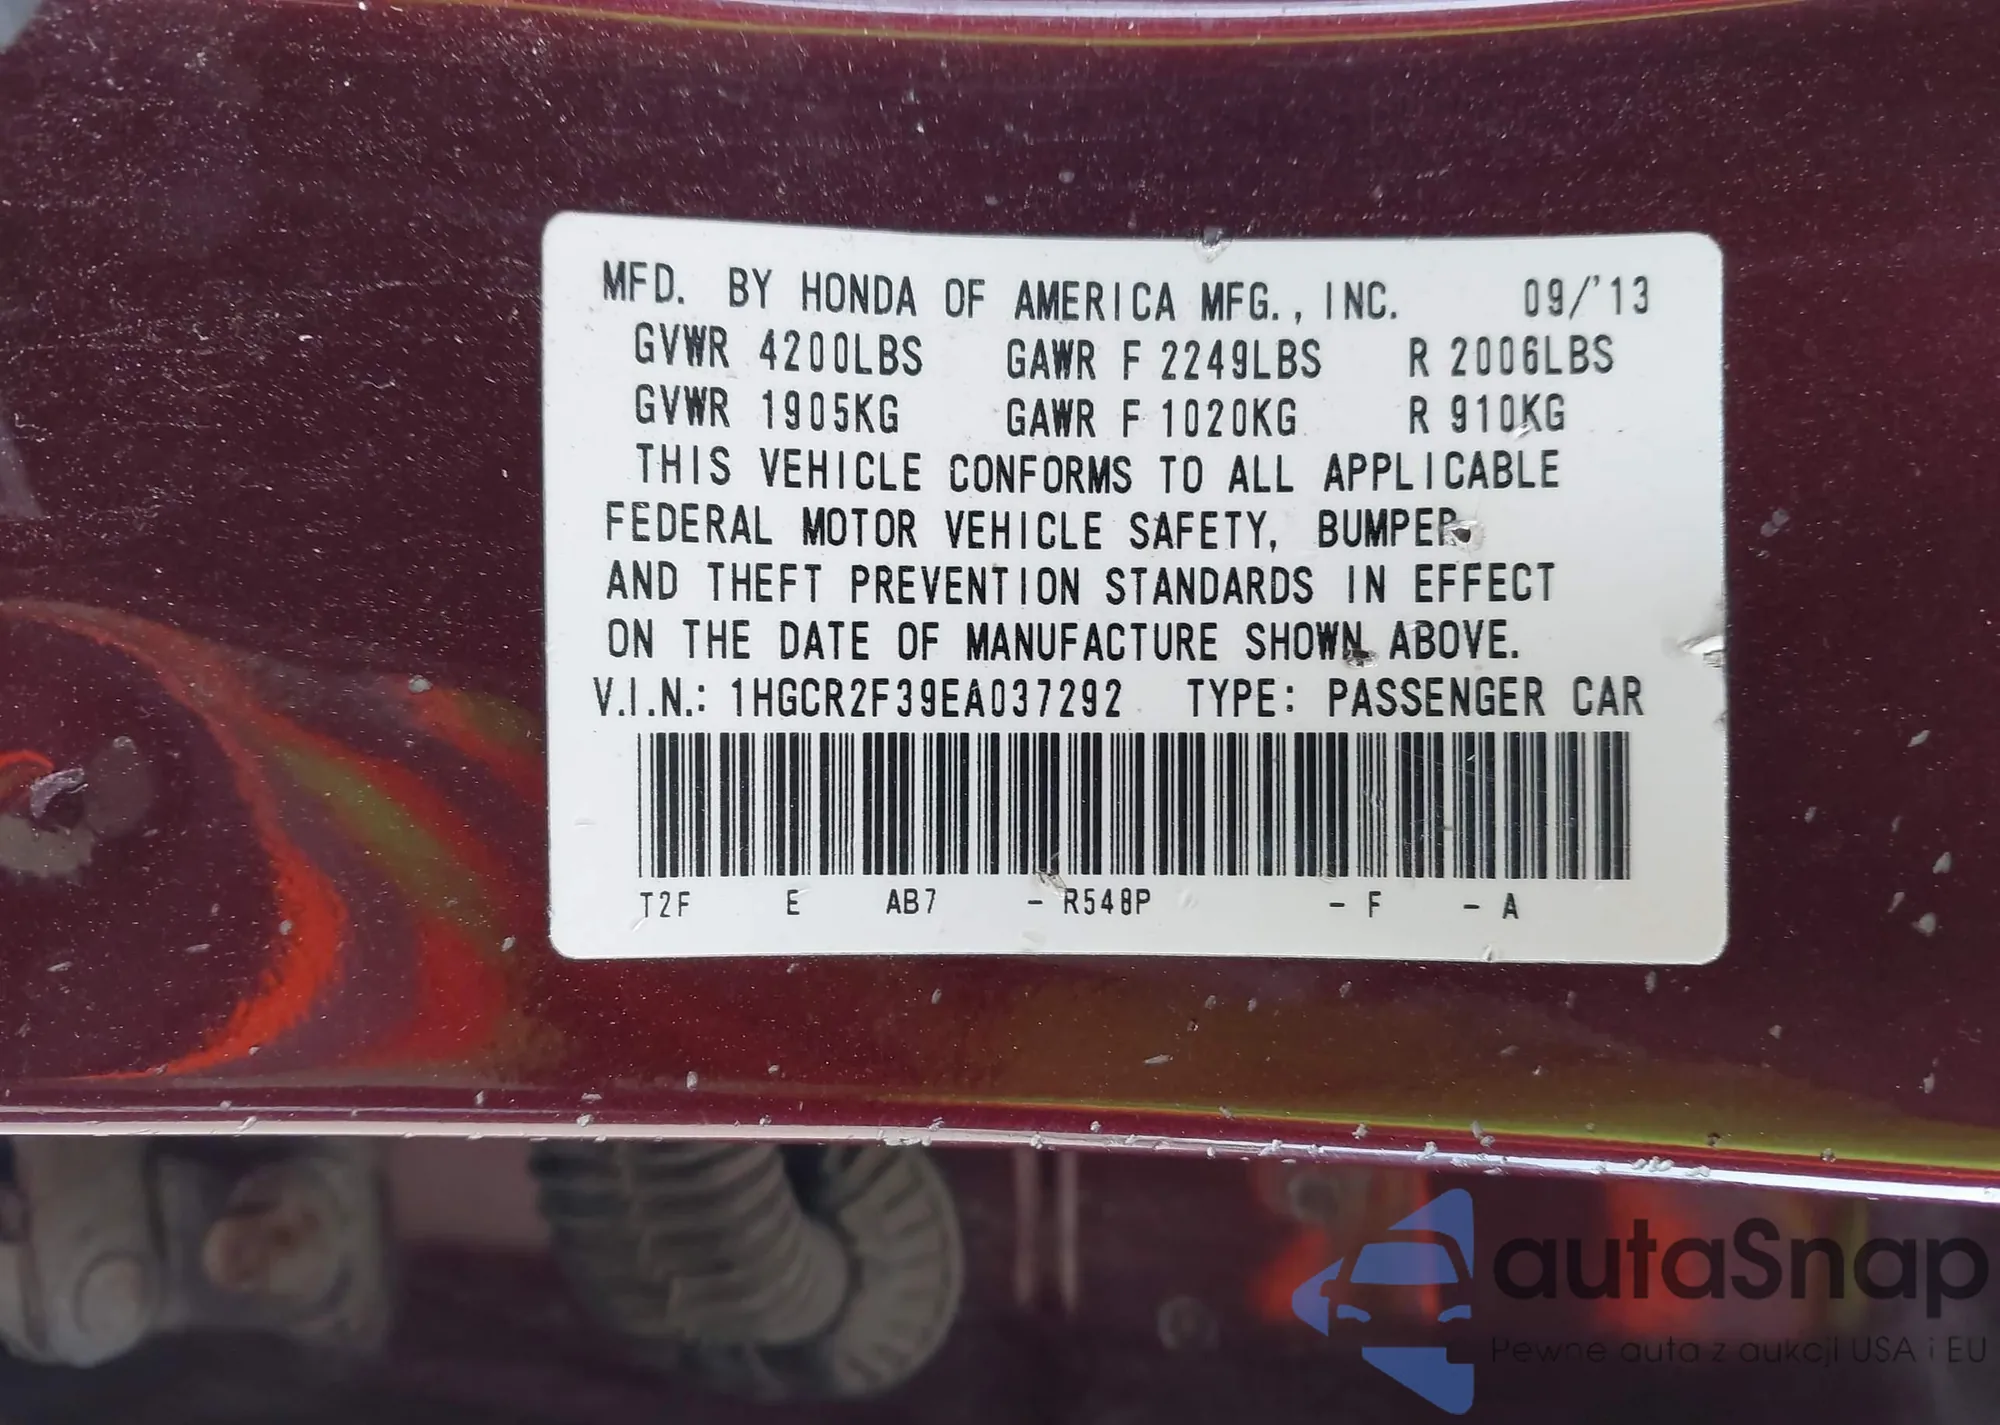 MFD. BY HONDA OF AMERICA MFG., INC. 09/'13
GVWR 4200LBS GAWR F 2249LBS R 2006LBS
GVWR 1905KG GAWR F 1020KG R 910KG
THIS VEHICLE CONFORMS TO ALL APPLICABLE
FEDERAL MOTOR VEHICLE SAFETY, BUMPER
AND THEFT PREVENTION STANDARDS IN EFFECT
ON THE DATE OF MANUFACTURE SHOWN ABOVE.
V.I.N.: 1HGCR2F39EA037292 TYPE: PASSENGER CAR
T2F E AB7 - R548P - F - A
autaSnap
Pewne auta z aukcji USA i EU